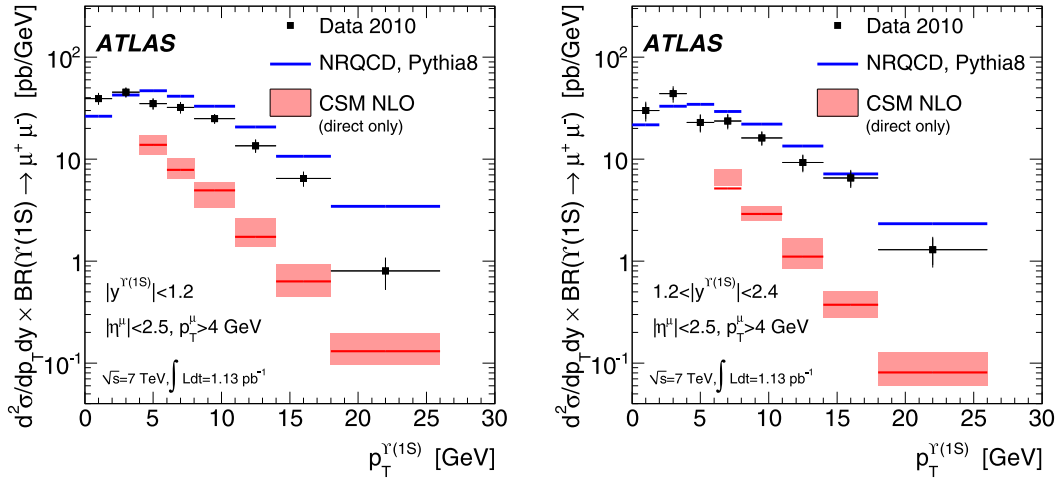 d²σ/dp_T dy × BR(ϒ(1S) → μ⁺ μ⁻) [pb/GeV]
ATLAS
Data 2010
NRQCD, Pythia8
CSM NLO
(direct only)
10²
10
1
10⁻¹
|y^ϒ(1S)|<1.2
|η^μ|<2.5, p_T^μ>4 GeV
√s=7 TeV, ∫ Ldt=1.13 pb⁻¹
0 5 10 15 20 25 30
p_T^ϒ(1S) [GeV]
d²σ/dp_T dy × BR(ϒ(1S) → μ⁺ μ⁻) [pb/GeV]
ATLAS
Data 2010
NRQCD, Pythia8
CSM NLO
(direct only)
10²
10
1
10⁻¹
1.2<|y^ϒ(1S)|<2.4
|η^μ|<2.5, p_T^μ>4 GeV
√s=7 TeV, ∫ Ldt=1.13 pb⁻¹
0 5 10 15 20 25 30
p_T^ϒ(1S) [GeV]